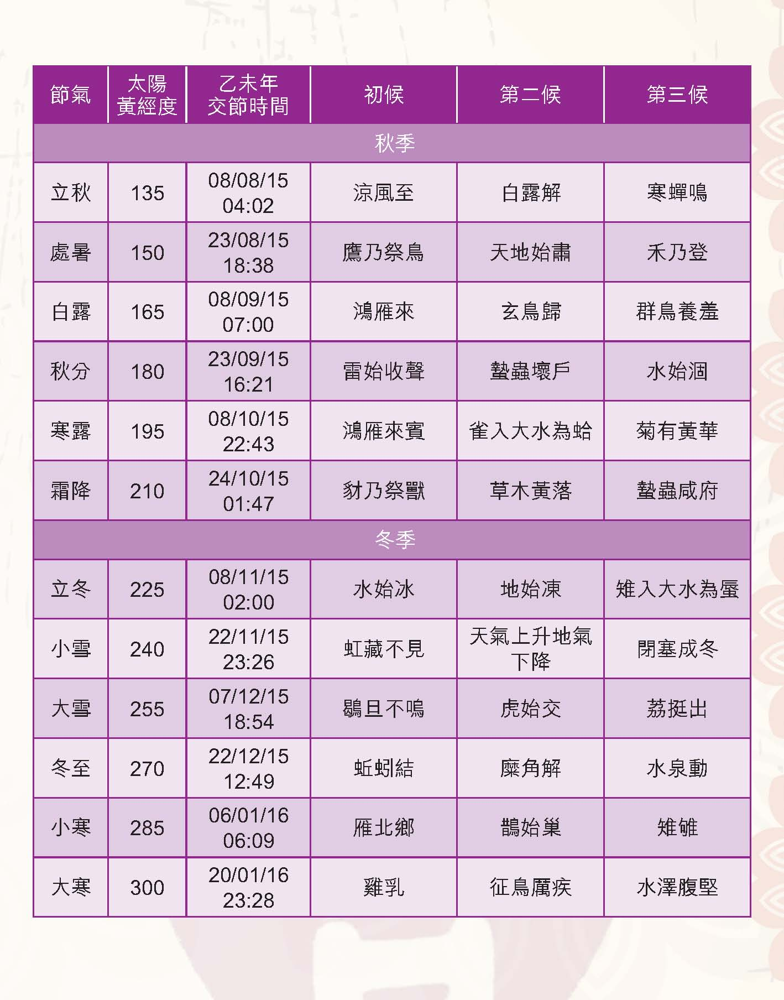 節氣
太陽
黃經度
乙未年
交節時間
初候
第二候
第三候
秋季
立秋
135
08/08/15
04:02
涼風至
白露解
寒蟬鳴
處暑
150
23/08/15
18:38
鷹乃祭鳥
天地始肅
禾乃登
白露
165
08/09/15
07:00
鴻雁來
玄鳥歸
群鳥養羞
秋分
180
23/09/15
16:21
雷始收聲
蟄蟲壞戶
水始涸
寒露
195
08/10/15
22:43
鴻雁來賓
雀入大水為蛤
菊有黃華
霜降
210
24/10/15
01:47
豺乃祭獸
草木黃落
蟄蟲咸府
冬季
立冬
225
08/11/15
02:00
水始冰
地始凍
雉入大水為蜃
小雪
240
22/11/15
23:26
虹藏不見
天氣上升地氣
下降
閉塞成冬
大雪
255
07/12/15
18:54
鶡旦不嗚
虎始交
荔挺出
冬至
270
22/12/15
12:49
蚯蚓結
糜角解
水泉動
小寒
285
06/01/16
06:09
雁北鄉
鵲始巢
雉雊
大寒
300
20/01/16
23:28
雞乳
征鳥厲疾
水澤腹堅